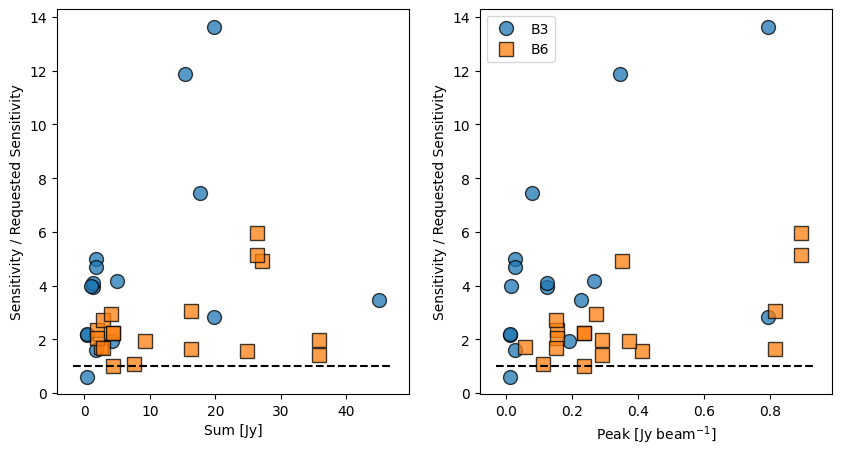 Sensitivity / Requested Sensitivity
14
12
10
8
6
4
2
0
0 10 20 30 40
Sum [Jy]
Sensitivity / Requested Sensitivity
14
12
10
8
6
4
2
0
B3
B6
0.0 0.2 0.4 0.6 0.8
Peak [Jy beam⁻¹]